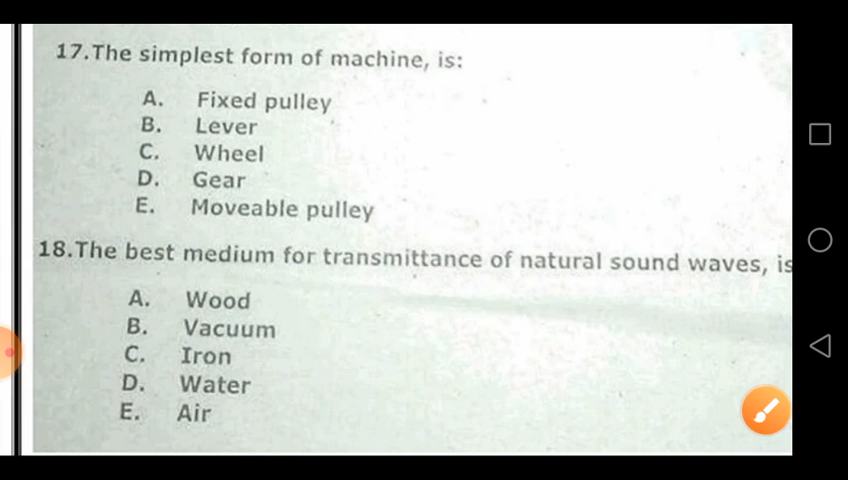 17.The simplest form of machine, is:
A. Fixed pulley
B. Lever
C. Wheel
D. Gear
E. Moveable pulley
18.The best medium for transmittance of natural sound waves, is
A. Wood
B. Vacuum
C. Iron
D. Water
E. Air